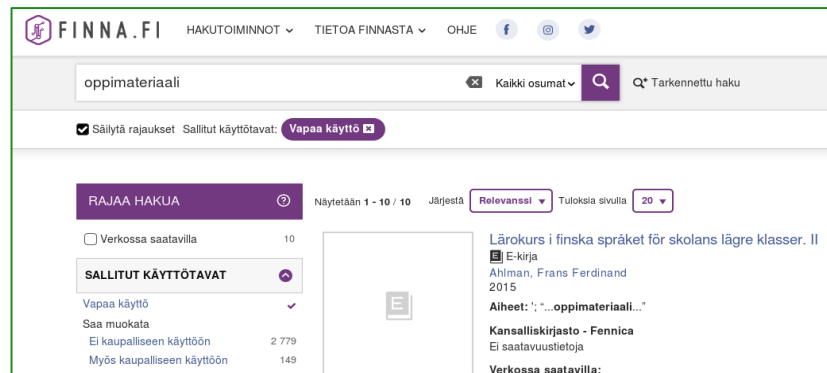 FINNA.FI HAKUTOIMINNOT TIETOA FINNASTA OHJE
oppimateriaali Kaikki osumat Tarkennettu haku
Säilytä rajaukset Sallitut käyttötavat: Vapaa käyttö
RAJAA HAKUA
Näytetään 1 - 10 / 10 Järjestä Relevanssi Tuloksia sivulla 20
Verkossa saatavilla 10
SALLITUT KÄYTTÖTAVAT
Vapaa käyttö
Saa muokata
Ei kaupalliseen käyttöön 2 779
Myös kaupalliseen käyttöön 149
E
Lärokurs i finska språket för skolans lägre klasser. II
E E-kirja
Ahlman, Frans Ferdinand
2015
Aiheet: '; “...oppimateriaali...”
Kansalliskirjasto - Fennica
Ei saatavuustietoja
Verkossa saatavilla: